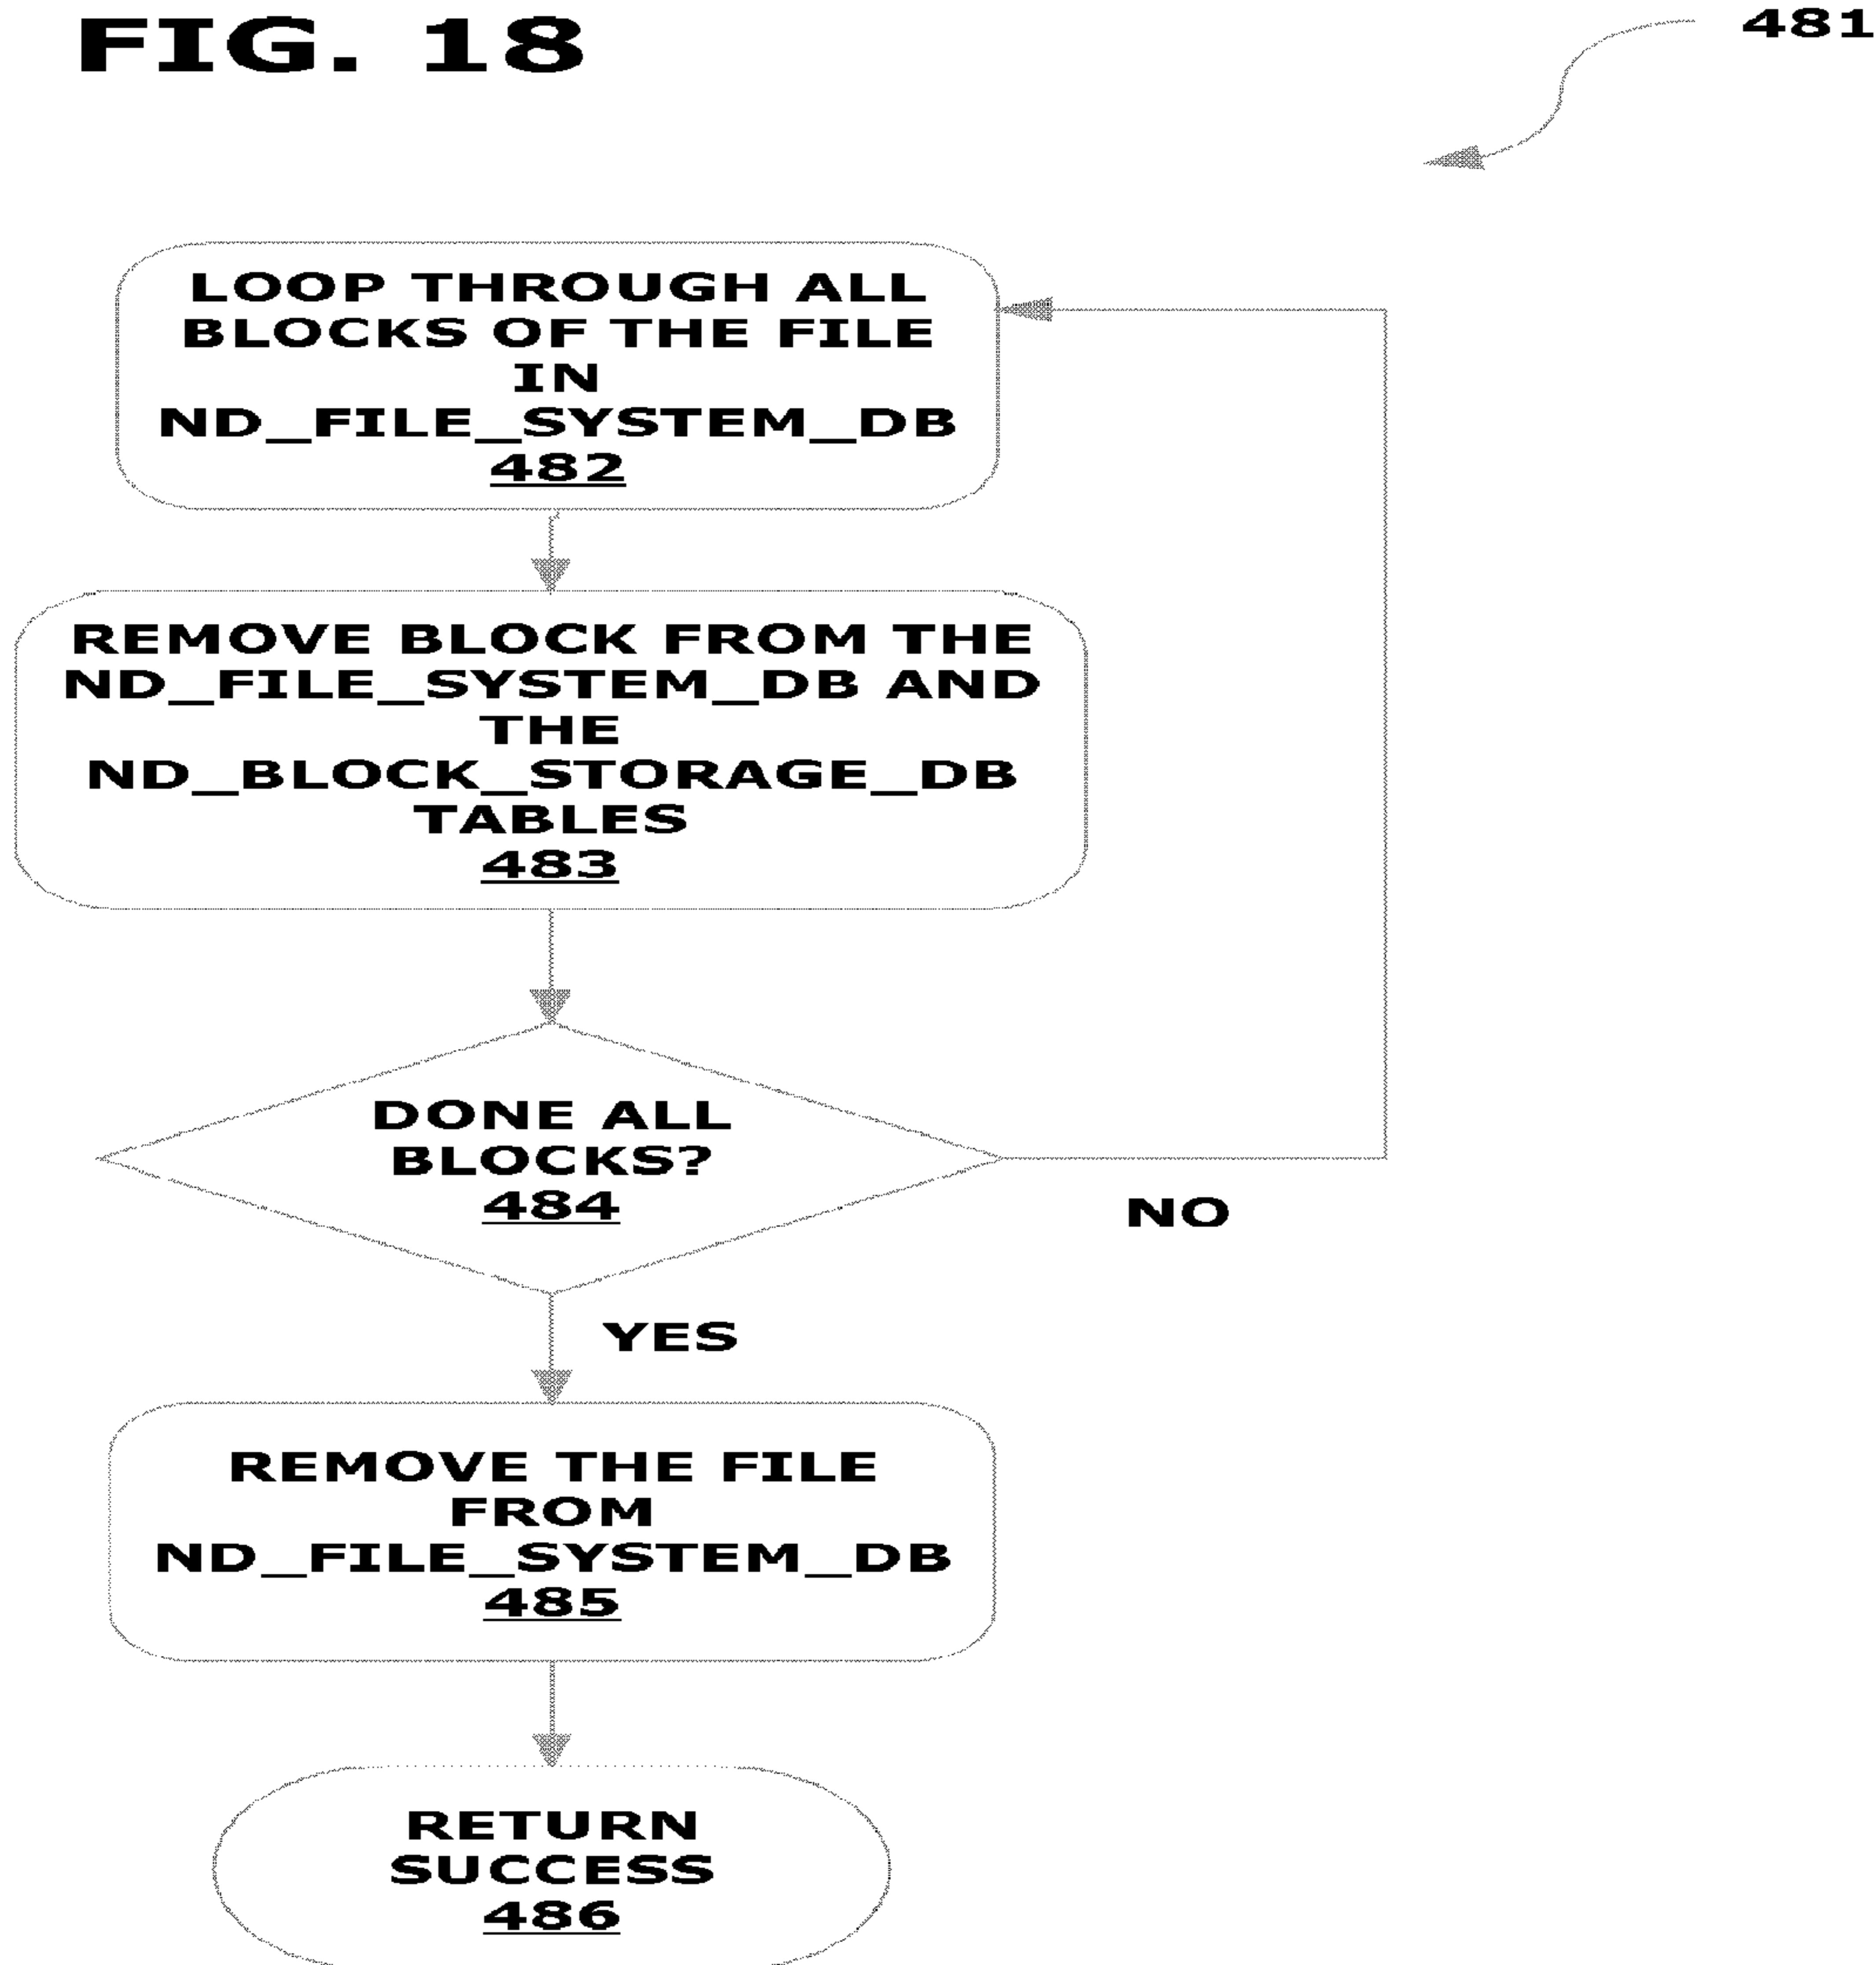 FIG. 18
481
LOOP THROUGH ALL
BLOCKS OF THE FILE
IN
ND_FILE_SYSTEM_DB
482
REMOVE BLOCK FROM THE
ND_FILE_SYSTEM_DB AND
THE
ND_BLOCK_STORAGE_DB
TABLES
483
DONE ALL
BLOCKS?
484
NO
YES
REMOVE THE FILE
FROM
ND_FILE_SYSTEM_DB
485
RETURN
SUCCESS
486